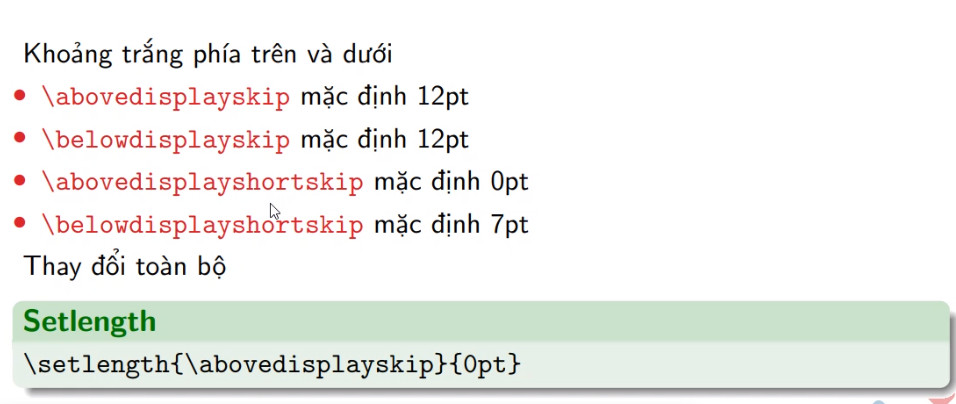 Khoảng trắng phía trên và dưới
• \abovedisplayskip mặc định 12pt
• \belowdisplayskip mặc định 12pt
• \abovedisplayshortskip mặc định 0pt
• \belowdisplayshortskip mặc định 7pt
Thay đổi toàn bộ
Setlength
\setlength{\abovedisplayskip}{0pt}